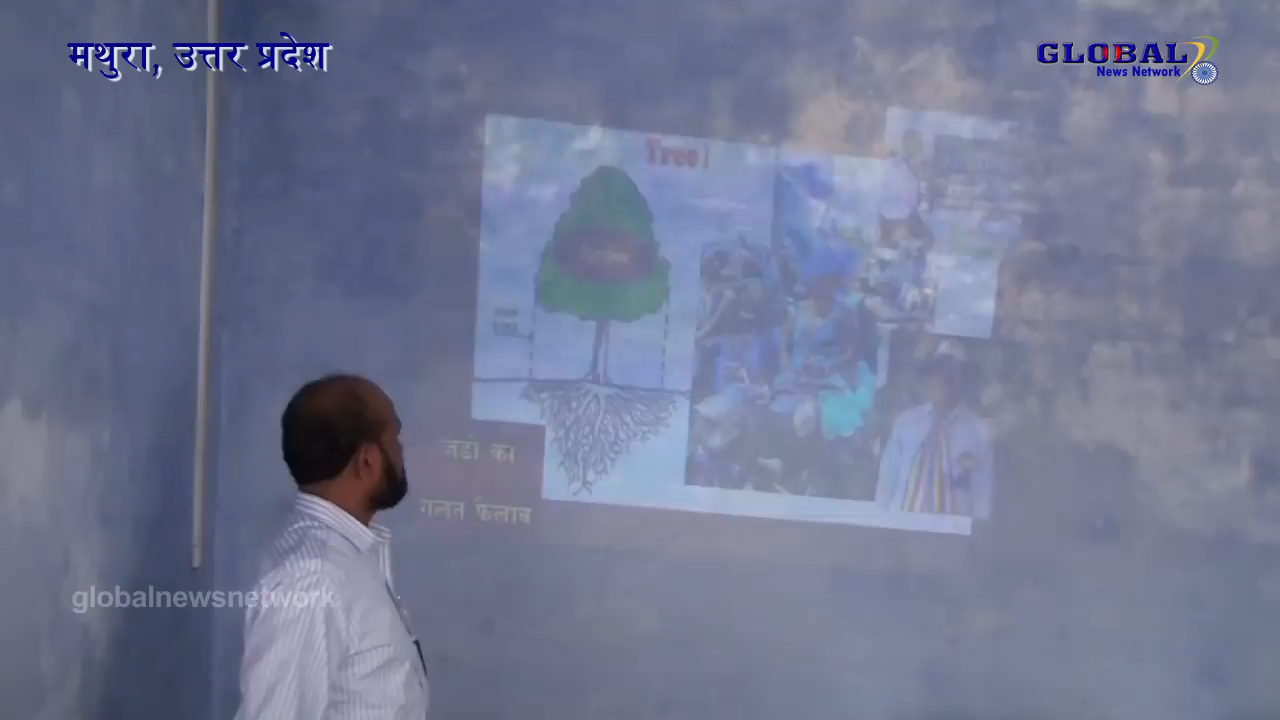 मथुरा, उत्तर प्रदेश
GLOBAL
News Network
Tree
जडो का
गलत फैलाब
globalnewsnetwork